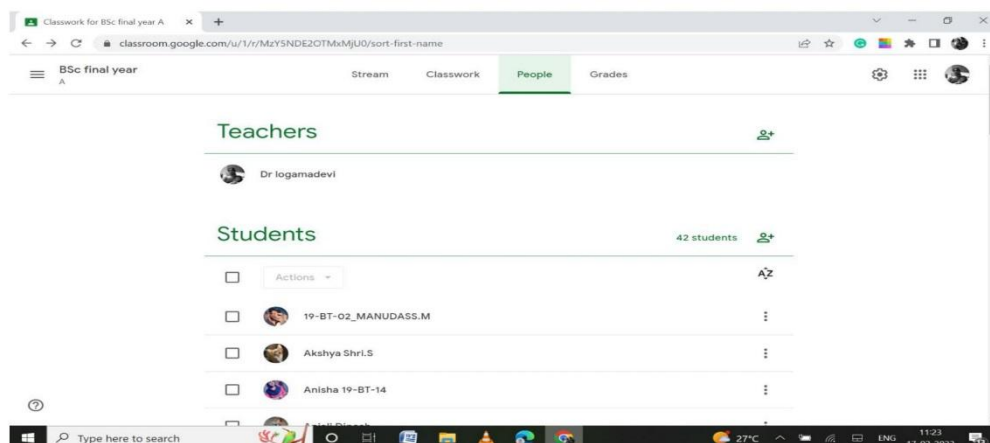 Classwork for BSc final year A
classroom.google.com/u/1/r/MzY5NDE2OTMxMjU0/sort-first-name
BSc final year
A
Stream Classwork People Grades
Teachers
Dr logamadevi
Students
42 students
Actions
AZ
19-BT-02_MANUDASS.M
Akshya Shri.S
Anisha 19-BT-14
Type here to search
27°C
ENG
11:23